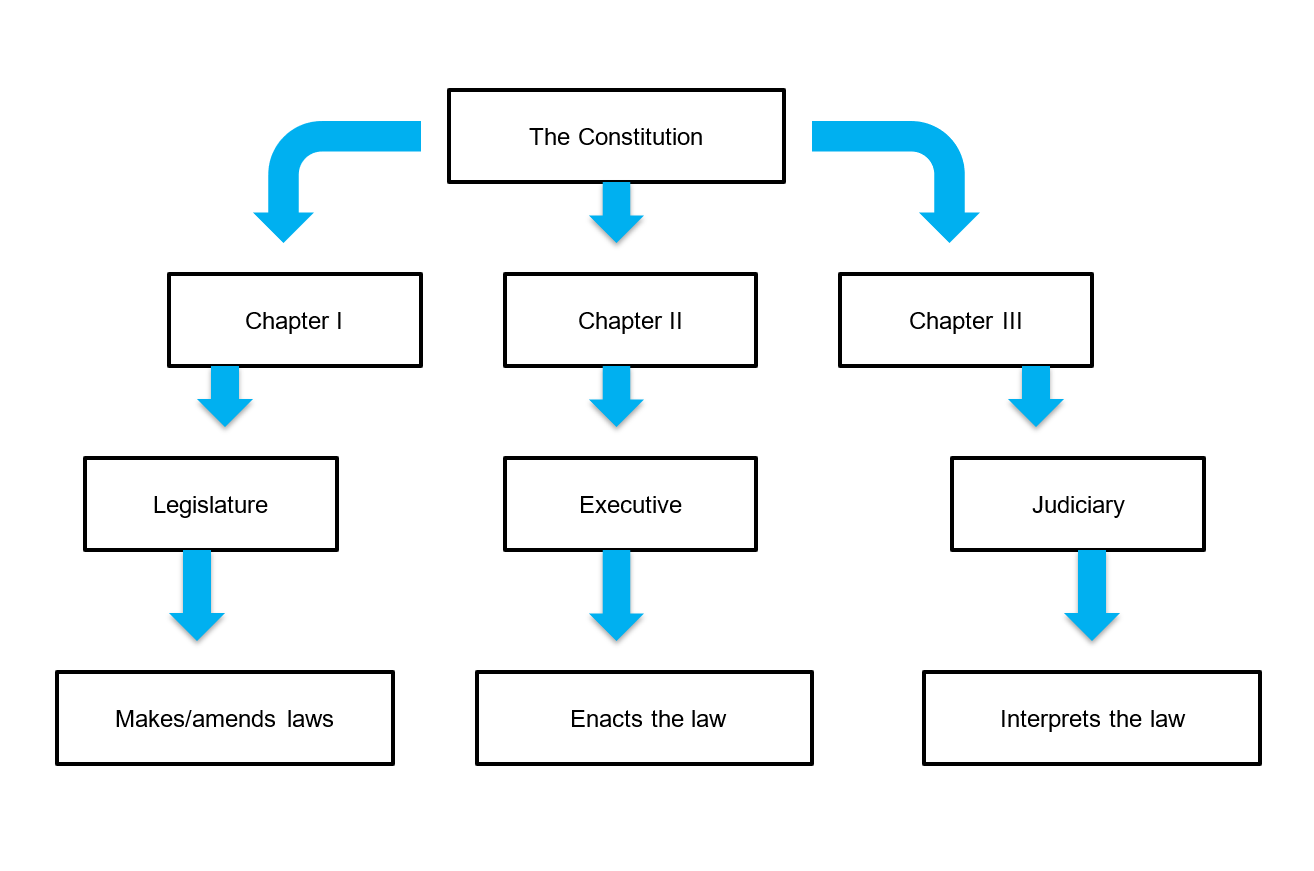 The Constitution
Chapter I
Chapter II
Chapter III
Legislature
Executive
Judiciary
Makes/amends laws
Enacts the law
Interprets the law